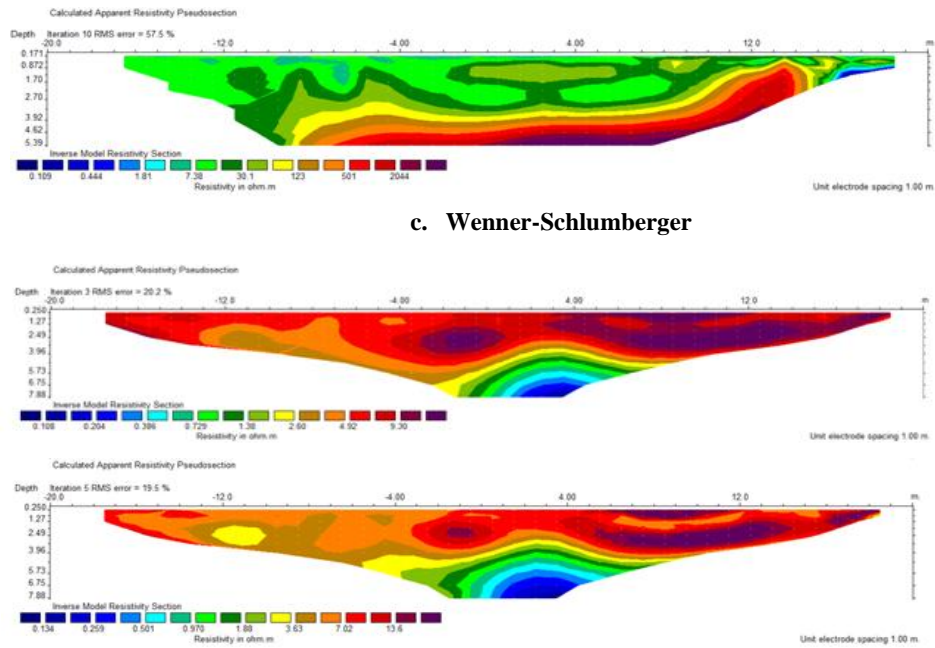 Calculated Apparent Resistivity Pseudosection
Depth Iteration 10 RMS error = 57.5 %
-20.0 -12.0 -4.00 4.00 12.0 m.
0.171
0.872
1.70
2.70
3.92
4.62
5.39
Inverse Model Resistivity Section
0.109 0.444 1.81 7.38 30.1 123 501 2044
Resistivity in ohm.m
Unit electrode spacing 1.00 m.
c. Wenner-Schlumberger
Calculated Apparent Resistivity Pseudosection
Depth Iteration 3 RMS error = 20.2 %
-20.0 -12.0 -4.00 4.00 12.0 m
0.250
1.27
2.49
3.96
5.73
6.75
7.88
Inverse Model Resistivity Section
0.108 0.204 0.386 0.729 1.38 2.60 4.92 9.30
Resistivity in ohm.m
Unit electrode spacing 1.00 m.
Calculated Apparent Resistivity Pseudosection
Depth Iteration 5 RMS error = 19.5 %
-20.0 -12.0 -4.00 4.00 12.0 m.
0.250
1.27
2.49
3.96
5.73
6.75
7.88
Inverse Model Resistivity Section
0.134 0.259 0.501 0.970 1.88 3.63 7.02 13.6
Resistivity in ohm.m
Unit electrode spacing 1.00 m.